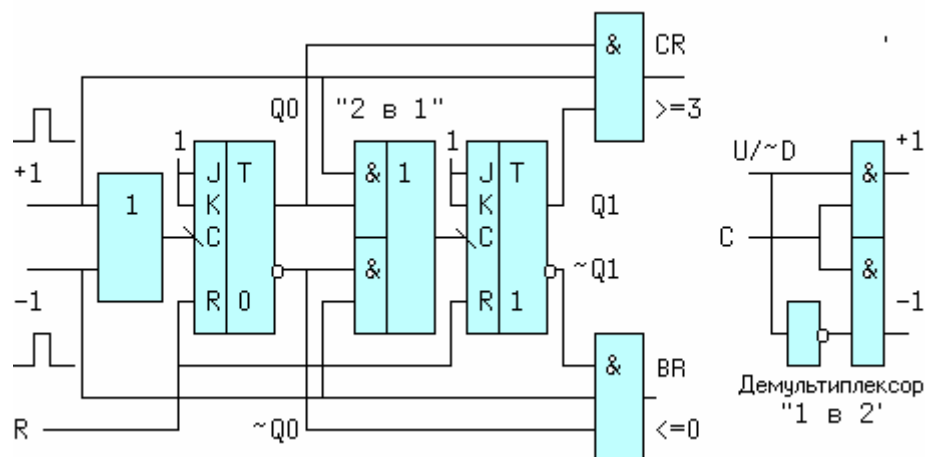 & CR
Q0 "2 в 1" >=3
+1
1
J T
K
C
R 0
& 1
&
1
J T
K
C
R 1
1
Q1
~Q1
-1
R
~Q0
& BR
<=0
U/~D
C
&
&
+1
-1
Демультиплексор
"1 в 2'